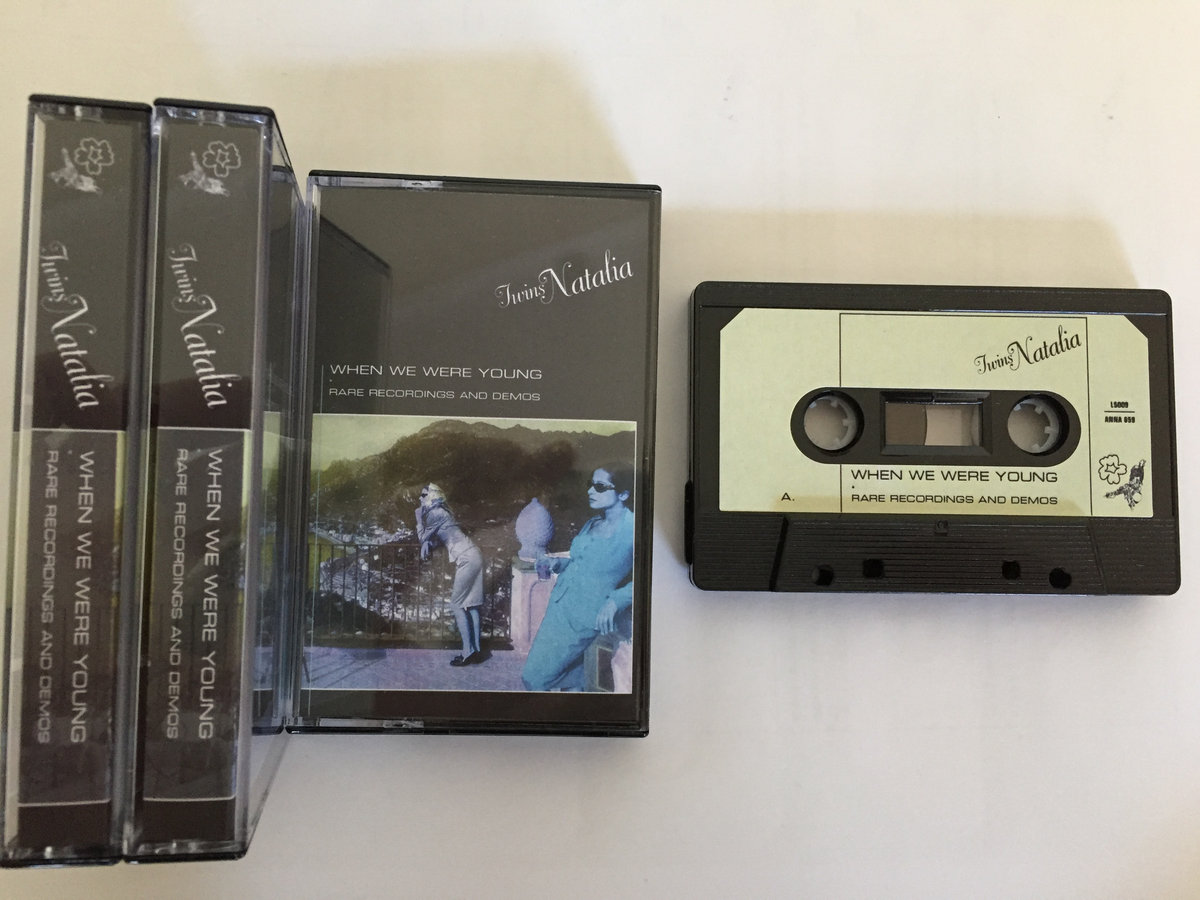 Twins Natalia
WHEN WE WERE YOUNG
RARE RECORDINGS AND DEMOS
Twins Natalia
WHEN WE WERE YOUNG
RARE RECORDINGS AND DEMOS
Twins Natalia
WHEN WE WERE YOUNG
RARE RECORDINGS AND DEMOS
Twins Natalia
LS009
ANNA 059
WHEN WE WERE YOUNG
A.
RARE RECORDINGS AND DEMOS